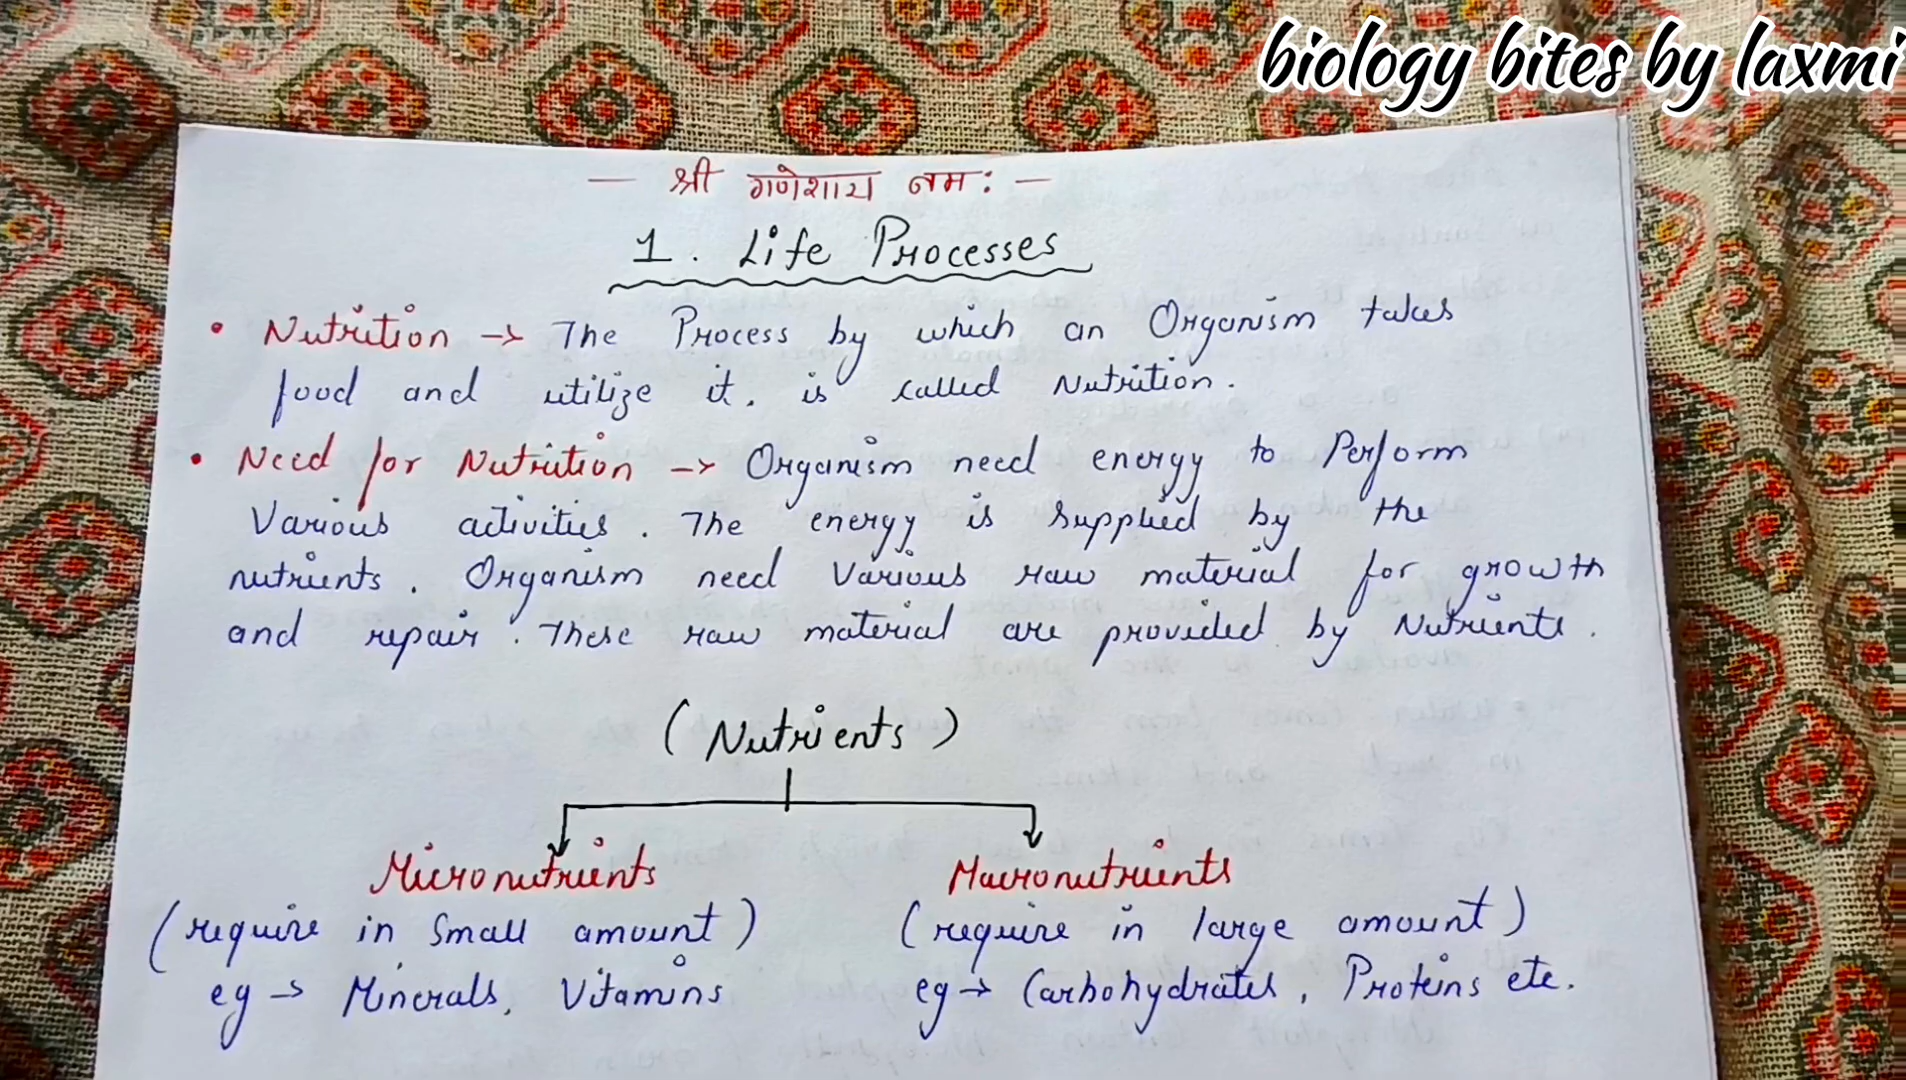 biology bites by laxmi
— श्री गणेशाय नमः —
1. Life Processes
• Nutrition → The Process by which an Organism takes
food and utilize it. is called Nutrition.
• Need for Nutrition → Organism need energy to Perform
Various activities. The energy is supplied by the
nutrients. Organism need Various raw material for growth
and repair. These raw material are provided by Nutrients.
(Nutrients)
Micronutrients Macronutrients
(require in Small amount) (require in large amount)
eg → Minerals, Vitamins eg → Carbohydrates, Proteins etc.